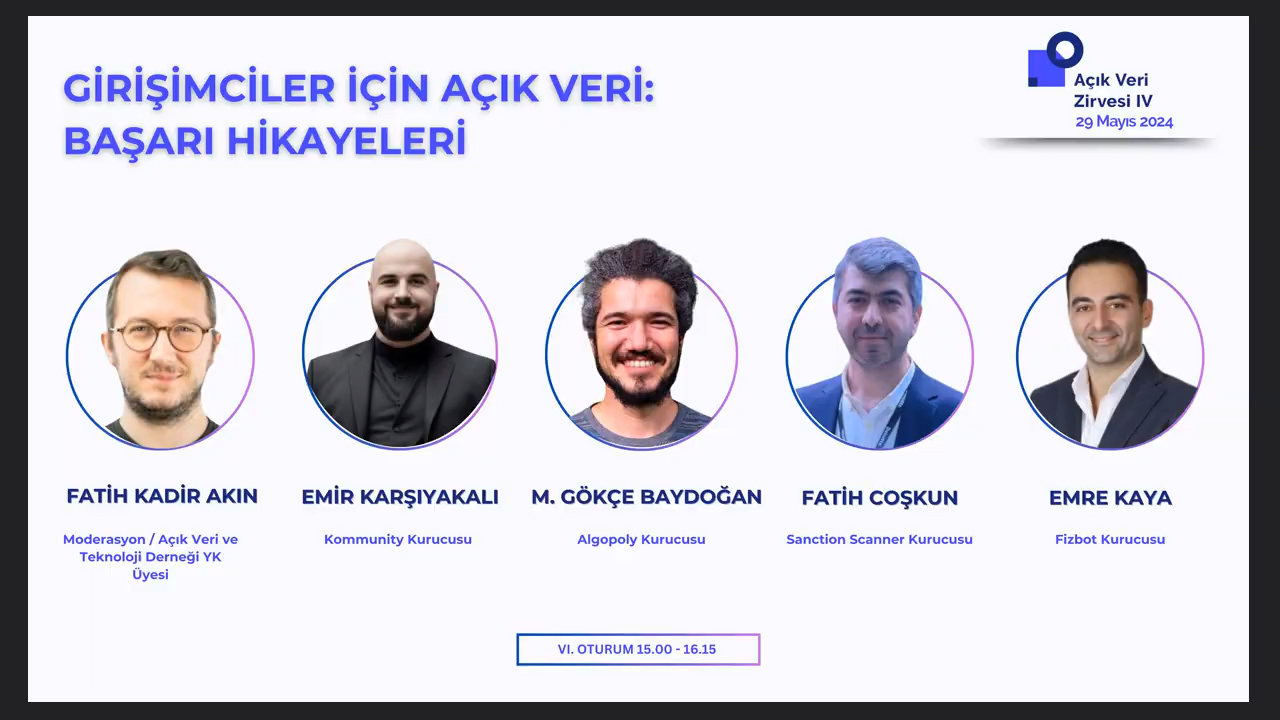 GİRİŞİMCİLER İÇİN AÇIK VERİ:
BAŞARI HİKAYELERİ
Açık Veri
Zirvesi IV
29 Mayıs 2024
FATİH KADİR AKIN
Moderasyon / Açık Veri ve
Teknoloji Derneği YK
Üyesi
EMİR KARŞIYAKALI
Kommunity Kurucusu
M. GÖKÇE BAYDOĞAN
Algopoly Kurucusu
FATİH COŞKUN
Sanction Scanner Kurucusu
EMRE KAYA
Fizbot Kurucusu
VI. OTURUM 15.00 - 16.15